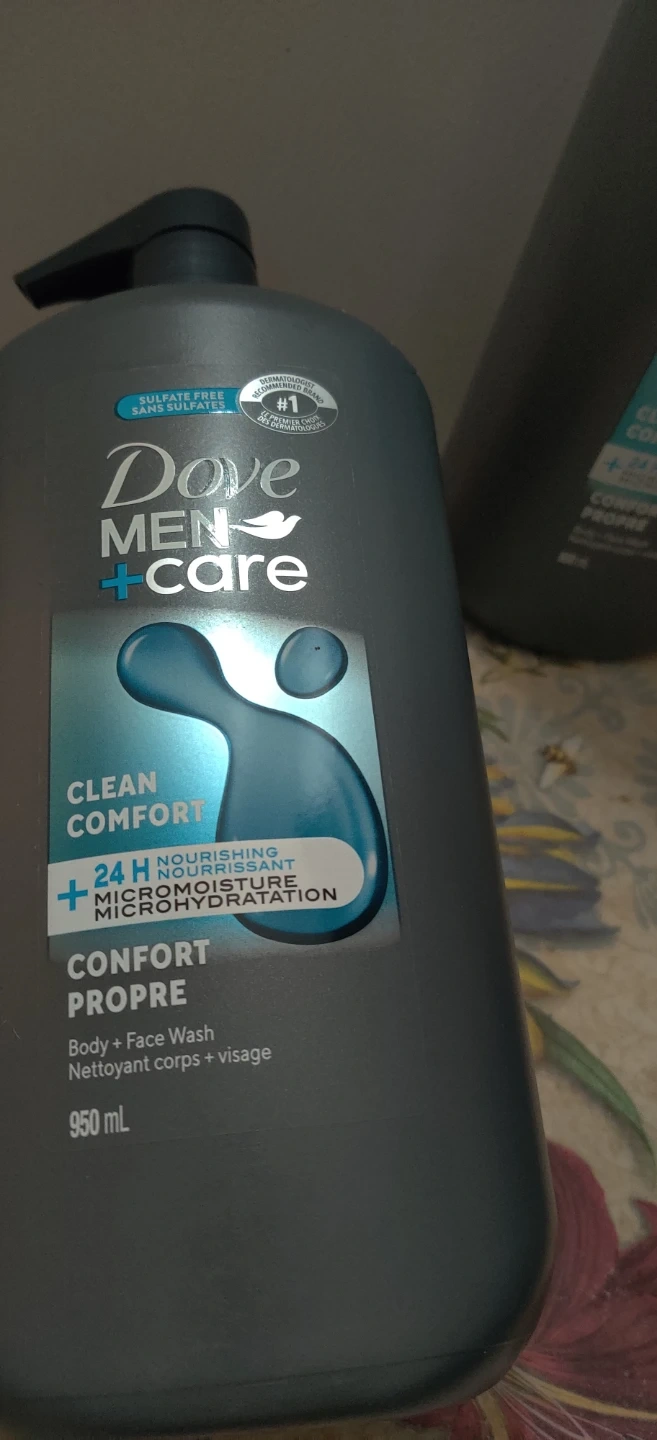 SULFATE FREE
SANS SULFATES
DERMATOLOGIST
RECOMMENDED BRAND
#1
LE PREMIER CHOIX
DES DERMATOLOGUES
Dove
MEN
+care
CLEAN
COMFORT
+ 24 H NOURISHING
NOURRISSANT
MICROMOISTURE
MICROHYDRATATION
CONFORT
PROPRE
Body + Face Wash
Nettoyant corps + visage
950 mL
+ 24 H
PROPRE